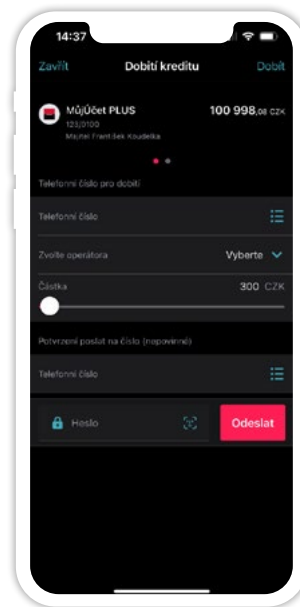 14:37
Zavřít Dobití kreditu Dobít
MůjÚčet PLUS 100 998,08 CZK
123/0100
Majitel František Koudelka
Telefonní číslo pro dobití
Telefonní číslo
Zvolte operátora Vyberte
Částka 300 CZK
Potvrzení poslat na číslo (nepovinné)
Telefonní číslo
Heslo Odeslat